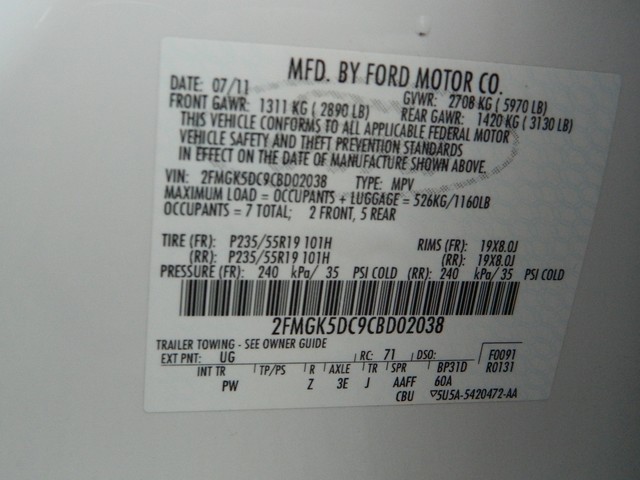 MFD. BY FORD MOTOR CO.
DATE: 07/11 GVWR: 2708 KG ( 5970 LB)
FRONT GAWR: 1311 KG ( 2890 LB) REAR GAWR: 1420 KG ( 3130 LB)
THIS VEHICLE CONFORMS TO ALL APPLICABLE FEDERAL MOTOR
VEHICLE SAFETY AND THEFT PREVENTION STANDARDS
IN EFFECT ON THE DATE OF MANUFACTURE SHOWN ABOVE.
VIN: 2FMGK5DC9CBD02038 TYPE: MPV
MAXIMUM LOAD = OCCUPANTS + LUGGAGE = 526KG/1160LB
OCCUPANTS = 7 TOTAL; 2 FRONT, 5 REAR
TIRE (FR): P235/55R19 101H RIMS (FR): 19X8.0J
(RR): P235/55R19 101H (RR): 19X8.0J
PRESSURE (FR): 240 kPa/ 35 PSI COLD (RR): 240 kPa/ 35 PSI COLD
2FMGK5DC9CBD02038
TRAILER TOWING - SEE OWNER GUIDE
EXT PNT: UG RC: 71 DSO: F0091
INT TR TP/PS R AXLE TR SPR BP31D R0131
PW Z 3E J AAFF 60A
CBU ▽5U5A-5420472-AA